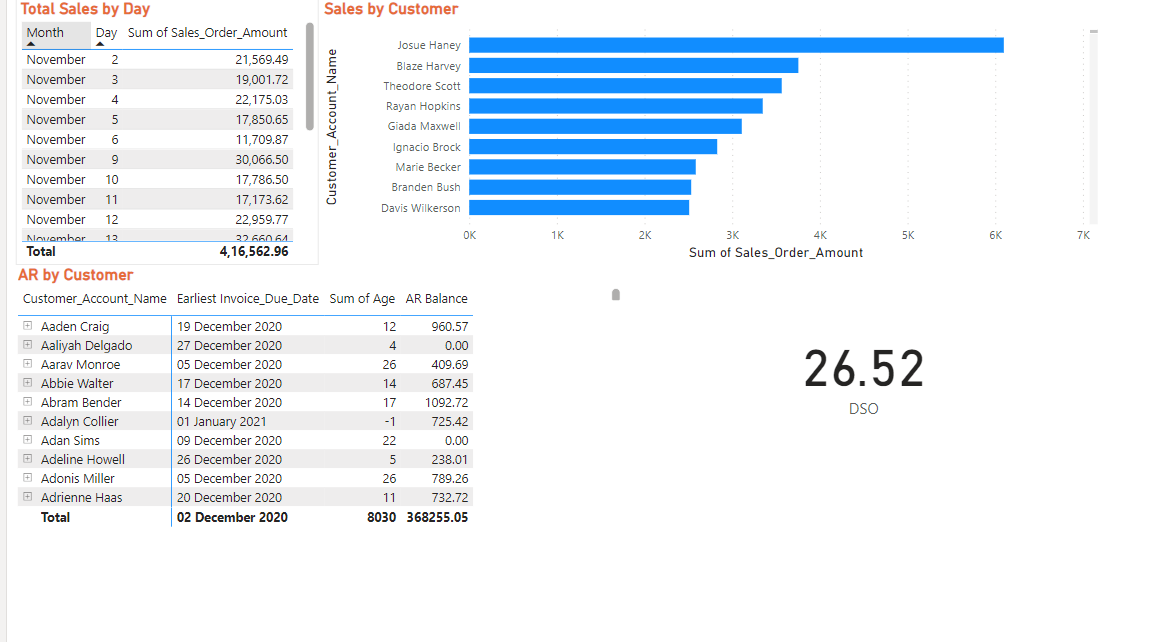 Total Sales by Day
Month Day Sum of Sales_Order_Amount
November 2 21,569.49
November 3 19,001.72
November 4 22,175.03
November 5 17,850.65
November 6 11,709.87
November 9 30,066.50
November 10 17,786.50
November 11 17,173.62
November 12 22,959.77
November 13 32,660.64
Total 4,16,562.96
Sales by Customer
Customer_Account_Name
Josue Haney
Blaze Harvey
Theodore Scott
Rayan Hopkins
Giada Maxwell
Ignacio Brock
Marie Becker
Branden Bush
Davis Wilkerson
0K 1K 2K 3K 4K 5K 6K 7K
Sum of Sales_Order_Amount
AR by Customer
Customer_Account_Name Earliest Invoice_Due_Date Sum of Age AR Balance
Aaden Craig 19 December 2020 12 960.57
Aaliyah Delgado 27 December 2020 4 0.00
Aarav Monroe 05 December 2020 26 409.69
Abbie Walter 17 December 2020 14 687.45
Abram Bender 14 December 2020 17 1092.72
Adalyn Collier 01 January 2021 -1 725.42
Adan Sims 09 December 2020 22 0.00
Adeline Howell 26 December 2020 5 238.01
Adonis Miller 05 December 2020 26 789.26
Adrienne Haas 20 December 2020 11 732.72
Total 02 December 2020 8030 368255.05
26.52
DSO